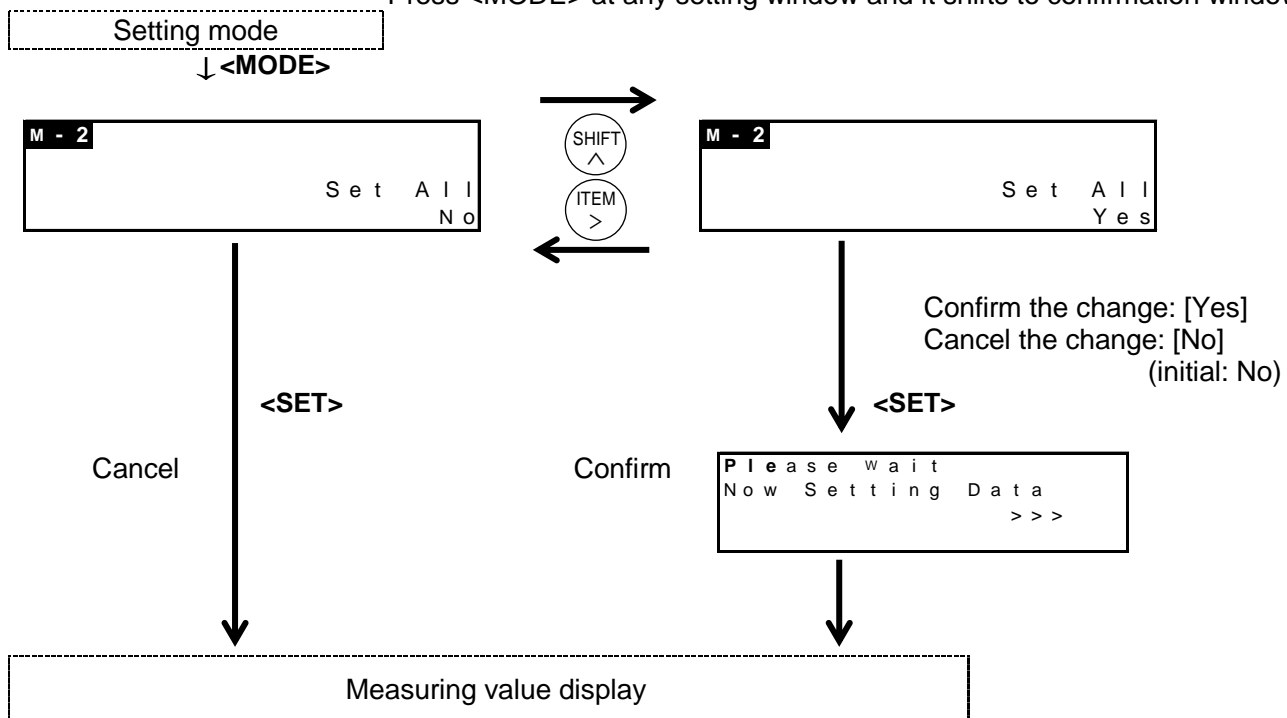 Press <MODE> at any setting window and it shifts to confirmation window
Setting mode
↓ <MODE>
M - 2
Set All
No
SHIFT
ITEM
>
M - 2
Set All
Yes
Confirm the change: [Yes]
Cancel the change: [No]
(initial: No)
<SET>
<SET>
Cancel
Confirm
Please wait
Now Setting Data
>>>
Measuring value display